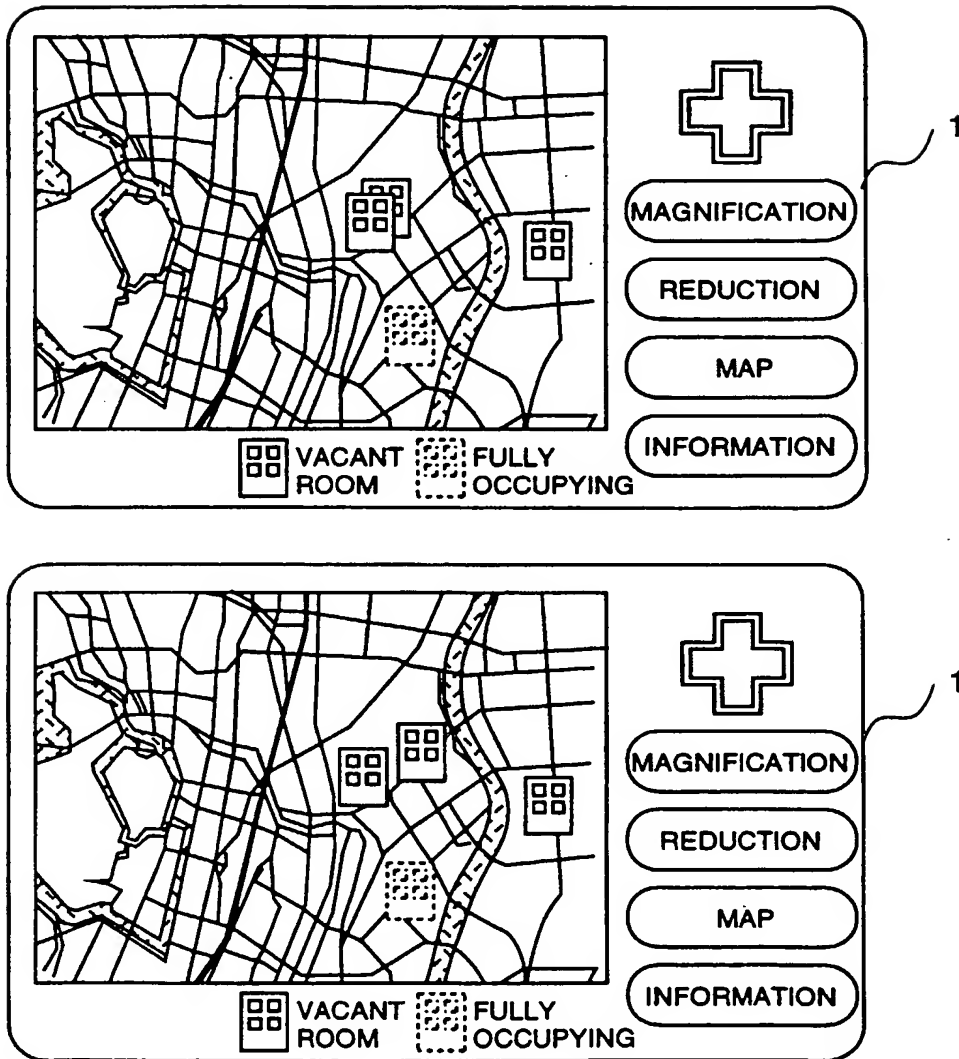 1
MAGNIFICATION
REDUCTION
MAP
INFORMATION
VACANT
ROOM
FULLY
OCCUPYING
1
MAGNIFICATION
REDUCTION
MAP
INFORMATION
VACANT
ROOM
FULLY
OCCUPYING